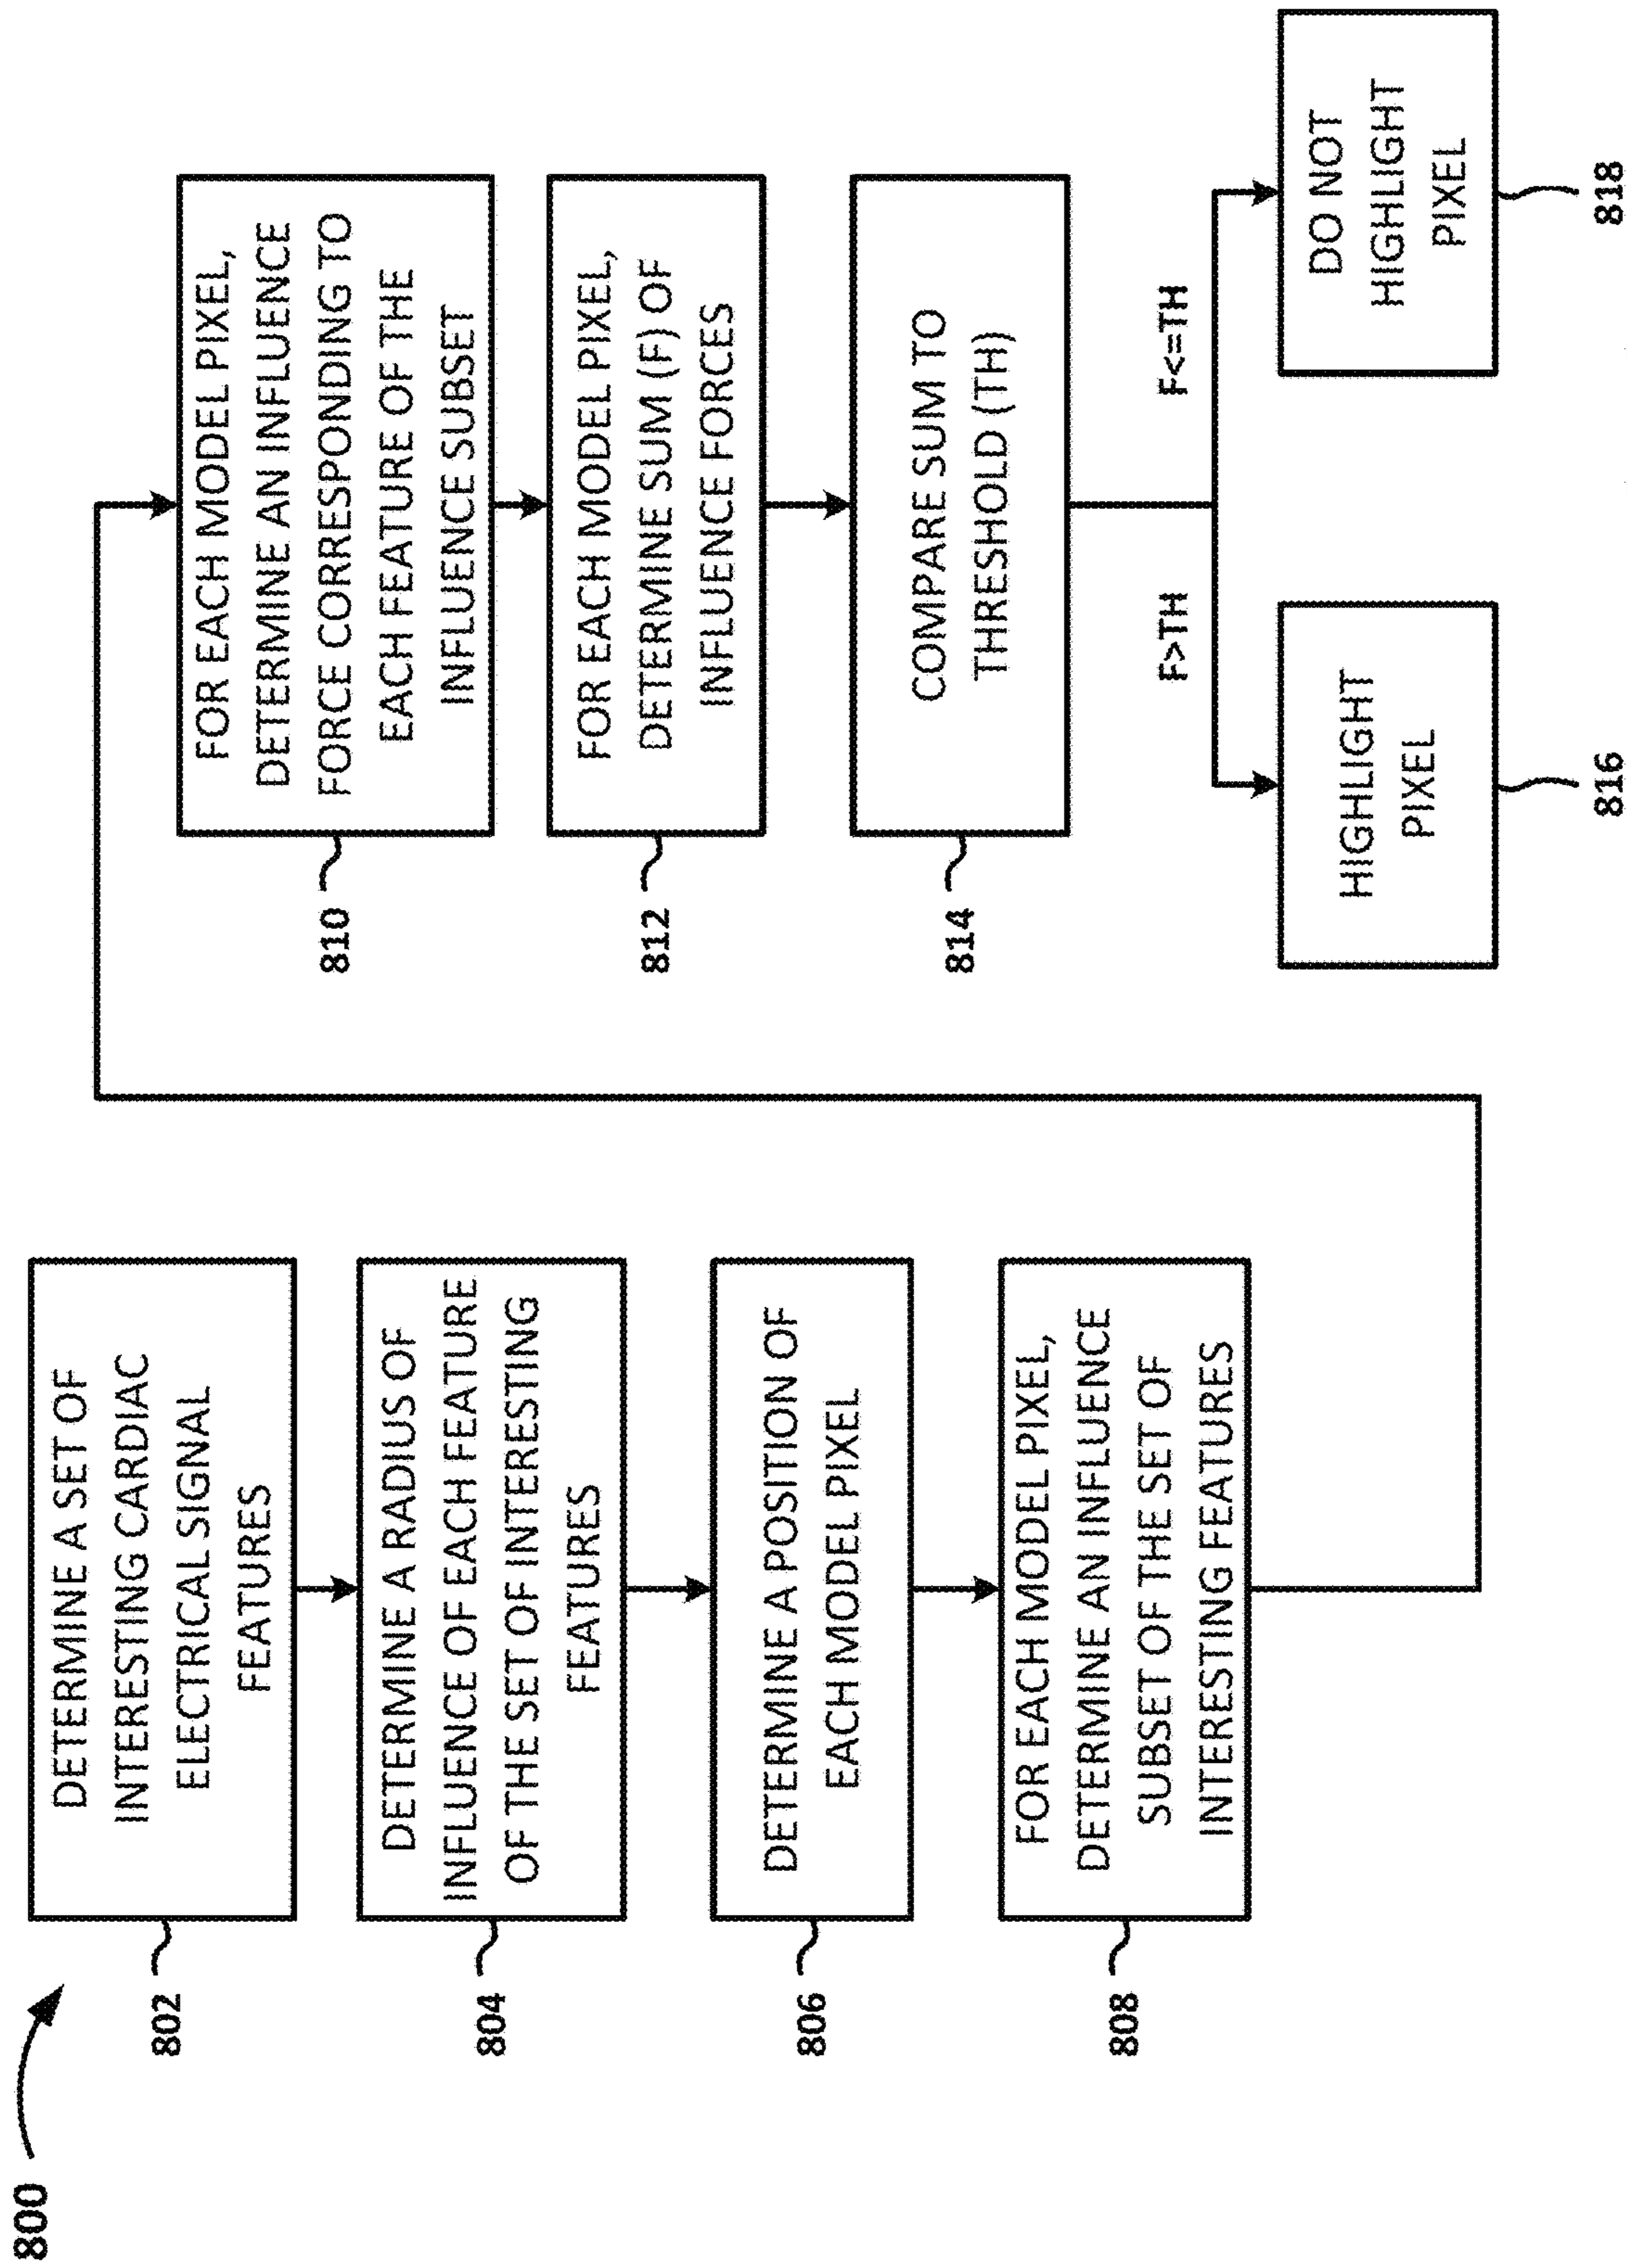 800
DETERMINE A SET OF
INTERESTING CARDIAC
ELECTRICAL SIGNAL
FEATURES
802
DETERMINE A RADIUS OF
INFLUENCE OF EACH FEATURE
OF THE SET OF INTERESTING
FEATURES
804
DETERMINE A POSITION OF
EACH MODEL PIXEL
806
FOR EACH MODEL PIXEL,
DETERMINE AN INFLUENCE
SUBSET OF THE SET OF
INTERESTING FEATURES
808
FOR EACH MODEL PIXEL,
DETERMINE AN INFLUENCE
FORCE CORRESPONDING TO
EACH FEATURE OF THE
INFLUENCE SUBSET
810
FOR EACH MODEL PIXEL,
DETERMINE SUM (F) OF
INFLUENCE FORCES
812
COMPARE SUM TO
THRESHOLD (TH)
814
F>TH
F<=TH
HIGHLIGHT
PIXEL
816
DO NOT
HIGHLIGHT
PIXEL
818